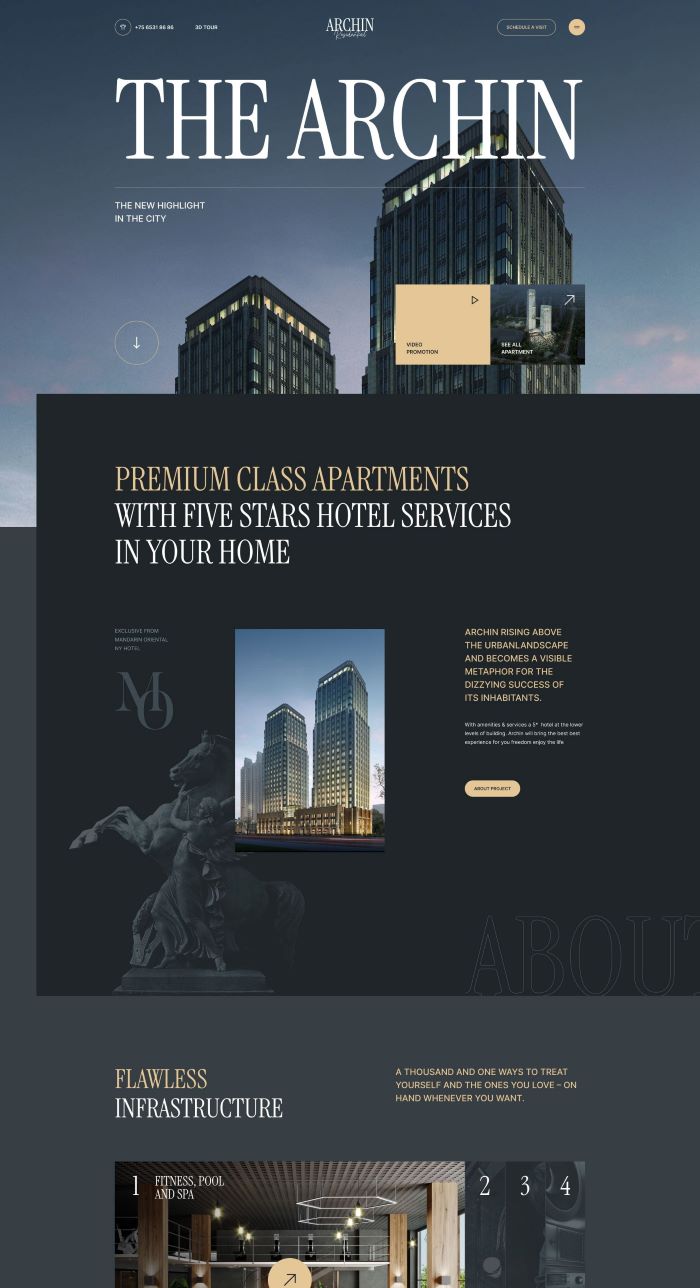 +75 6531 86 86
3D TOUR
ARCHIN
Residential
SCHEDULE A VISIT
THE ARCHIN
THE NEW HIGHLIGHT
IN THE CITY
VIDEO
PROMOTION
SEE ALL
APARTMENT
PREMIUM CLASS APARTMENTS
WITH FIVE STARS HOTEL SERVICES
IN YOUR HOME
EXCLUSIVE FROM
MANDARIN ORIENTAL
NY HOTEL
MO
ARCHIN RISING ABOVE
THE URBANLANDSCAPE
AND BECOMES A VISIBLE
METAPHOR FOR THE
DIZZYING SUCCESS OF
ITS INHABITANTS.
With amenities & services a 5* hotel at the lower
levels of building. Archin will bring the best best
experience for you freedom enjoy the life
ABOUT PROJECT
ABOUT
FLAWLESS
INFRASTRUCTURE
A THOUSAND AND ONE WAYS TO TREAT
YOURSELF AND THE ONES YOU LOVE – ON
HAND WHENEVER YOU WANT.
1
FITNESS, POOL
AND SPA
2
3
4